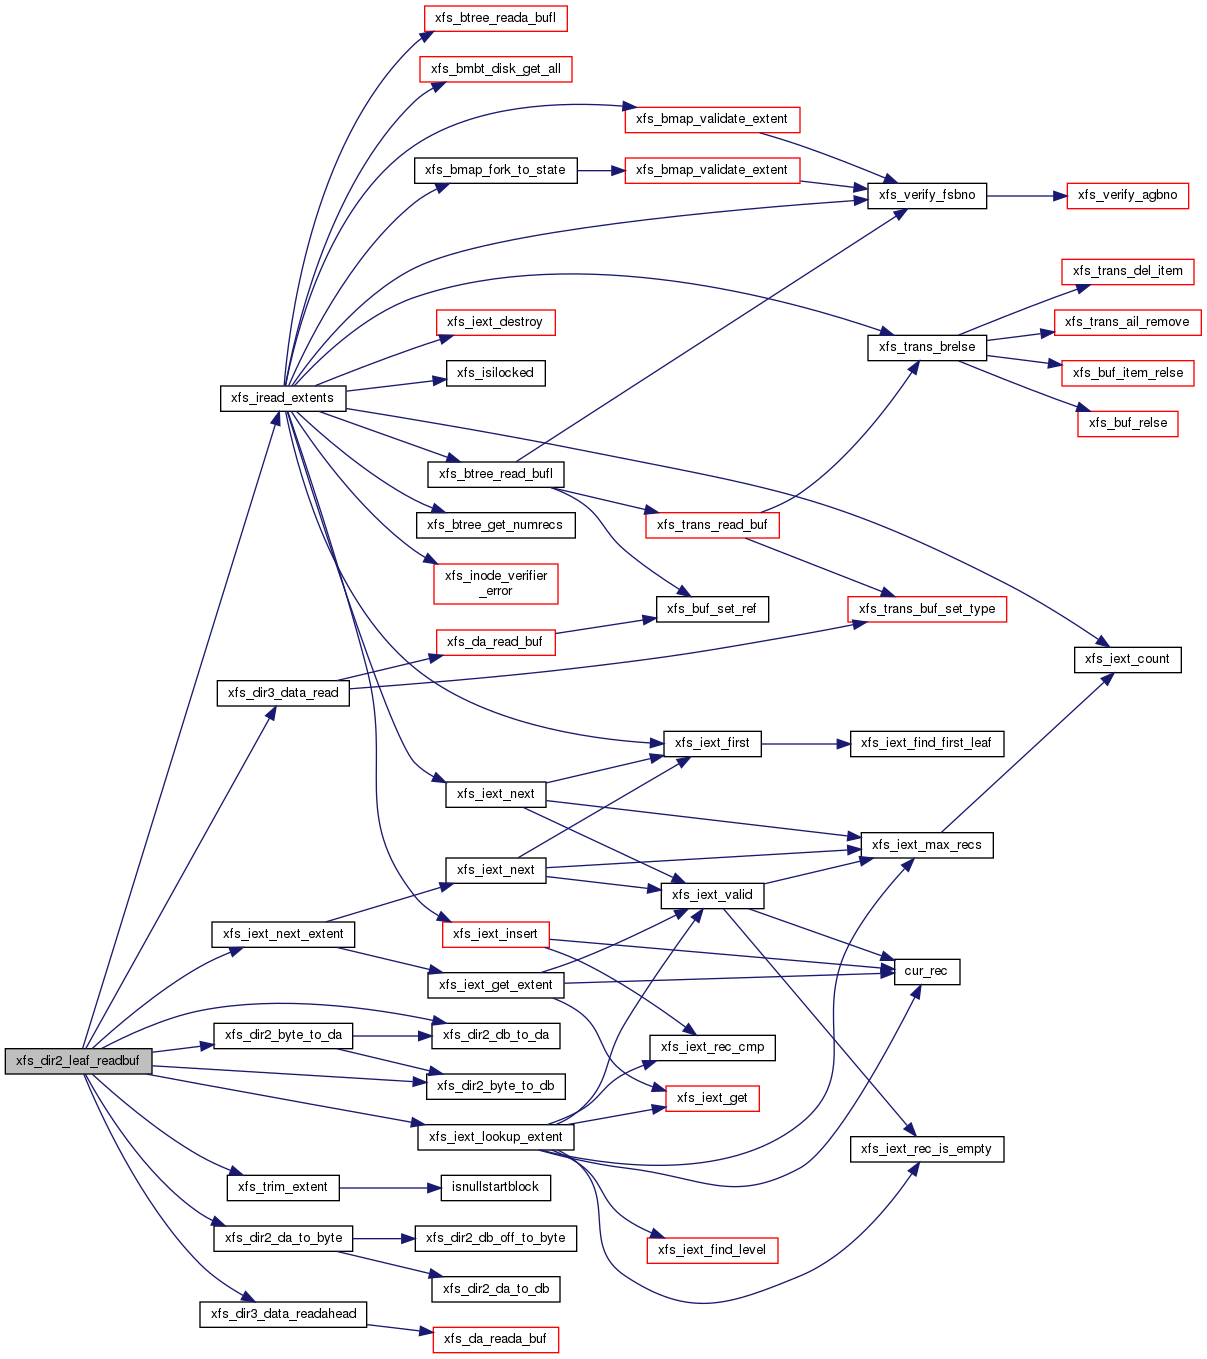 xfs_btree_reada_bufl
xfs_bmbt_disk_get_all
xfs_bmap_validate_extent
xfs_bmap_fork_to_state
xfs_bmap_validate_extent
xfs_verify_fsbno
xfs_verify_agbno
xfs_trans_del_item
xfs_iext_destroy
xfs_trans_ail_remove
xfs_trans_brelse
xfs_isilocked
xfs_buf_item_relse
xfs_iread_extents
xfs_buf_relse
xfs_btree_read_bufl
xfs_btree_get_numrecs
xfs_trans_read_buf
xfs_inode_verifier
_error
xfs_buf_set_ref
xfs_trans_buf_set_type
xfs_da_read_buf
xfs_iext_count
xfs_dir3_data_read
xfs_iext_first
xfs_iext_find_first_leaf
xfs_iext_next
xfs_iext_max_recs
xfs_iext_next
xfs_iext_valid
xfs_iext_next_extent
xfs_iext_insert
cur_rec
xfs_iext_get_extent
xfs_dir2_byte_to_da
xfs_dir2_db_to_da
xfs_iext_rec_cmp
xfs_dir2_leaf_readbuf
xfs_dir2_byte_to_db
xfs_iext_get
xfs_iext_lookup_extent
xfs_iext_rec_is_empty
xfs_trim_extent
isnullstartblock
xfs_dir2_da_to_byte
xfs_dir2_db_off_to_byte
xfs_iext_find_level
xfs_dir2_da_to_db
xfs_dir3_data_readahead
xfs_da_reada_buf